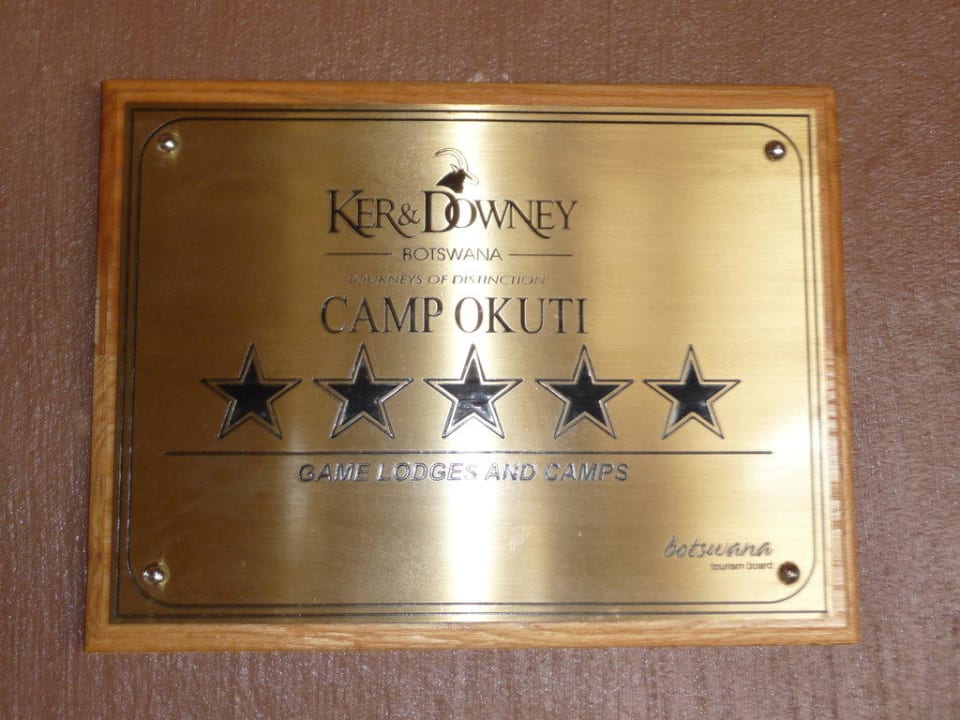 KER & DOWNEY
BOTSWANA
JOURNEYS OF DISTINCTION
CAMP OKUTI
GAME LODGES AND CAMPS
botswana
tourism board